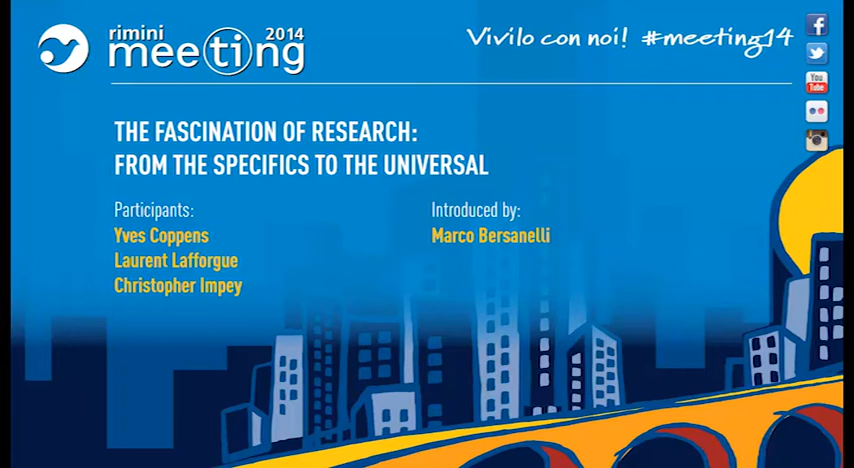 rimini 2014
meeting
Vivilo con noi! #meeting14
f
You
Tube
THE FASCINATION OF RESEARCH:
FROM THE SPECIFICS TO THE UNIVERSAL
Participants:
Yves Coppens
Laurent Lafforgue
Christopher Impey
Introduced by:
Marco Bersanelli